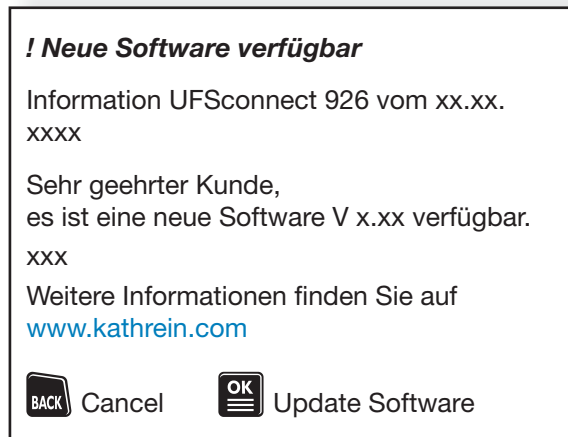 ! Neue Software verfügbar
Information UFSconnect 926 vom xx.xx.
xxxx
Sehr geehrter Kunde,
es ist eine neue Software V x.xx verfügbar.
xxx
Weitere Informationen finden Sie auf
www.kathrein.com
BACK Cancel OK Update Software